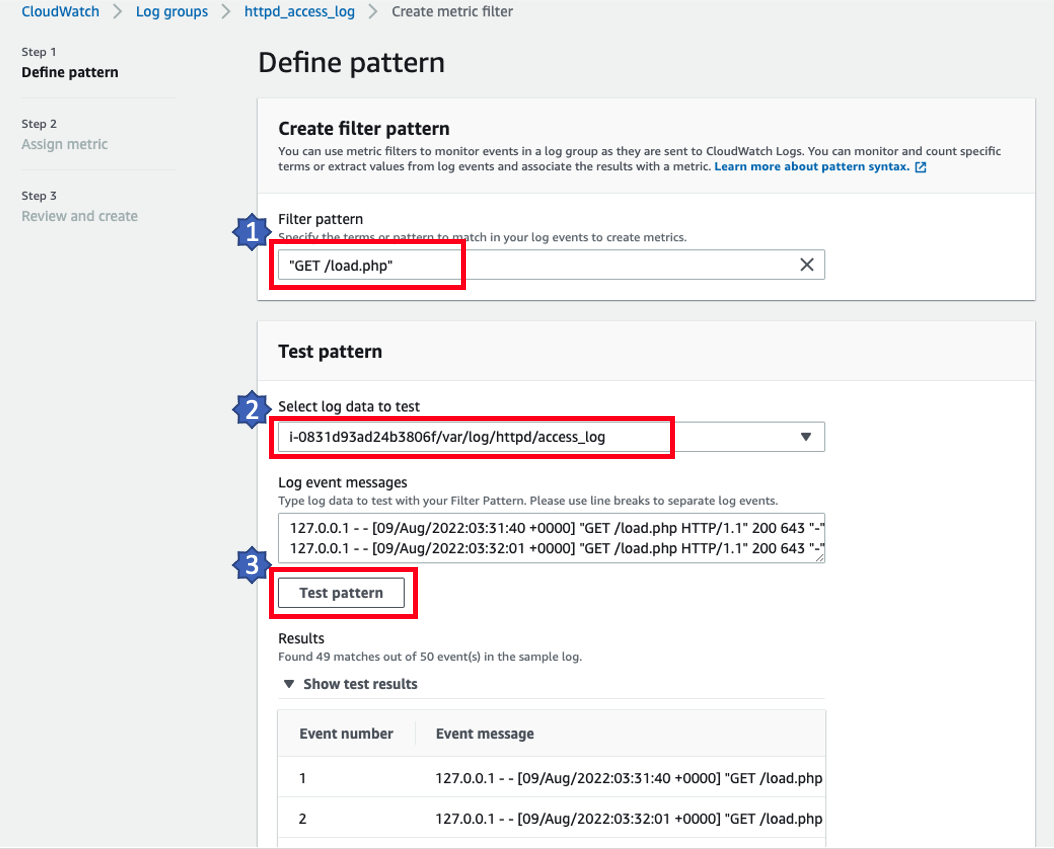 CloudWatch > Log groups > httpd_access_log > Create metric filter
Step 1
Define pattern
Step 2
Assign metric
Step 3
Review and create
Define pattern
Create filter pattern
You can use metric filters to monitor events in a log group as they are sent to CloudWatch Logs. You can monitor and count specific
terms or extract values from log events and associate the results with a metric. Learn more about pattern syntax.
1
Filter pattern
Specify the terms or pattern to match in your log events to create metrics.
"GET /load.php"
Test pattern
2
Select log data to test
i-0831d93ad24b3806f/var/log/httpd/access_log
Log event messages
Type log data to test with your Filter Pattern. Please use line breaks to separate log events.
127.0.0.1 - - [09/Aug/2022:03:31:40 +0000] "GET /load.php HTTP/1.1" 200 643 "-"
127.0.0.1 - - [09/Aug/2022:03:32:01 +0000] "GET /load.php HTTP/1.1" 200 643 "-"
3
Test pattern
Results
Found 49 matches out of 50 event(s) in the sample log.
Show test results
Event number Event message
1 127.0.0.1 - - [09/Aug/2022:03:31:40 +0000] "GET /load.php
2 127.0.0.1 - - [09/Aug/2022:03:32:01 +0000] "GET /load.php